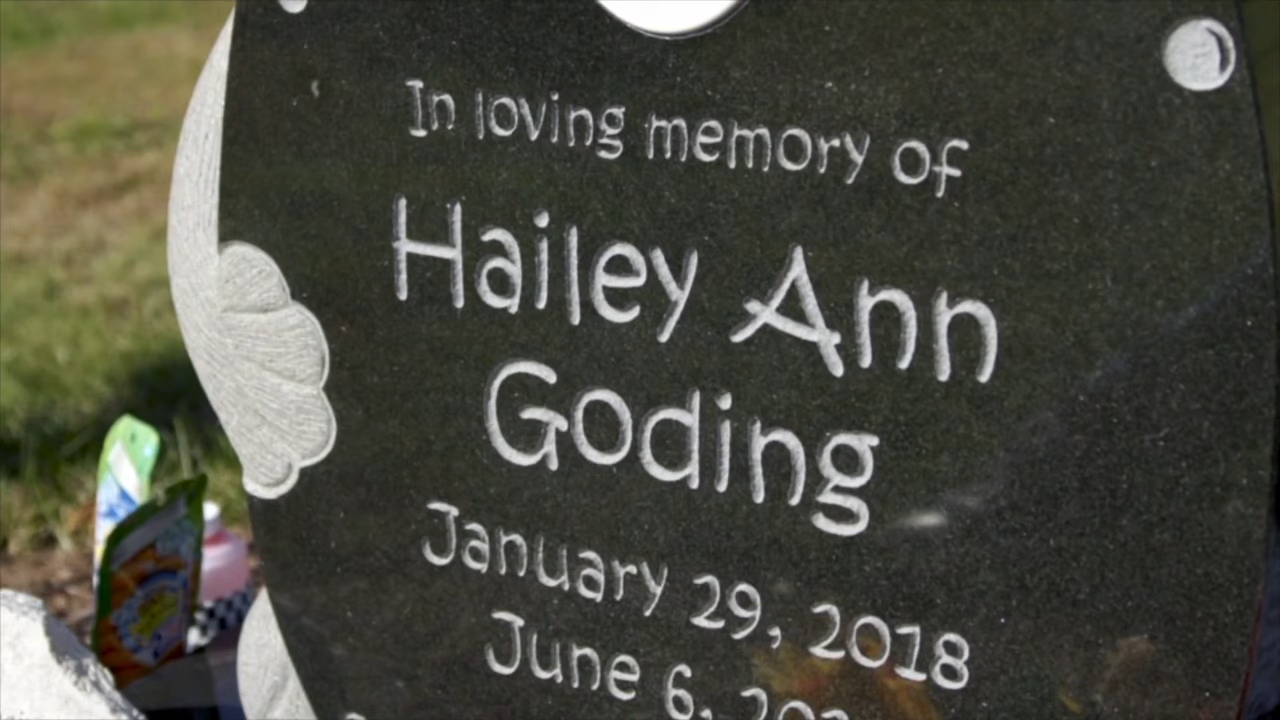 In loving memory of
Hailey Ann
Goding
January 29, 2018
June 6,